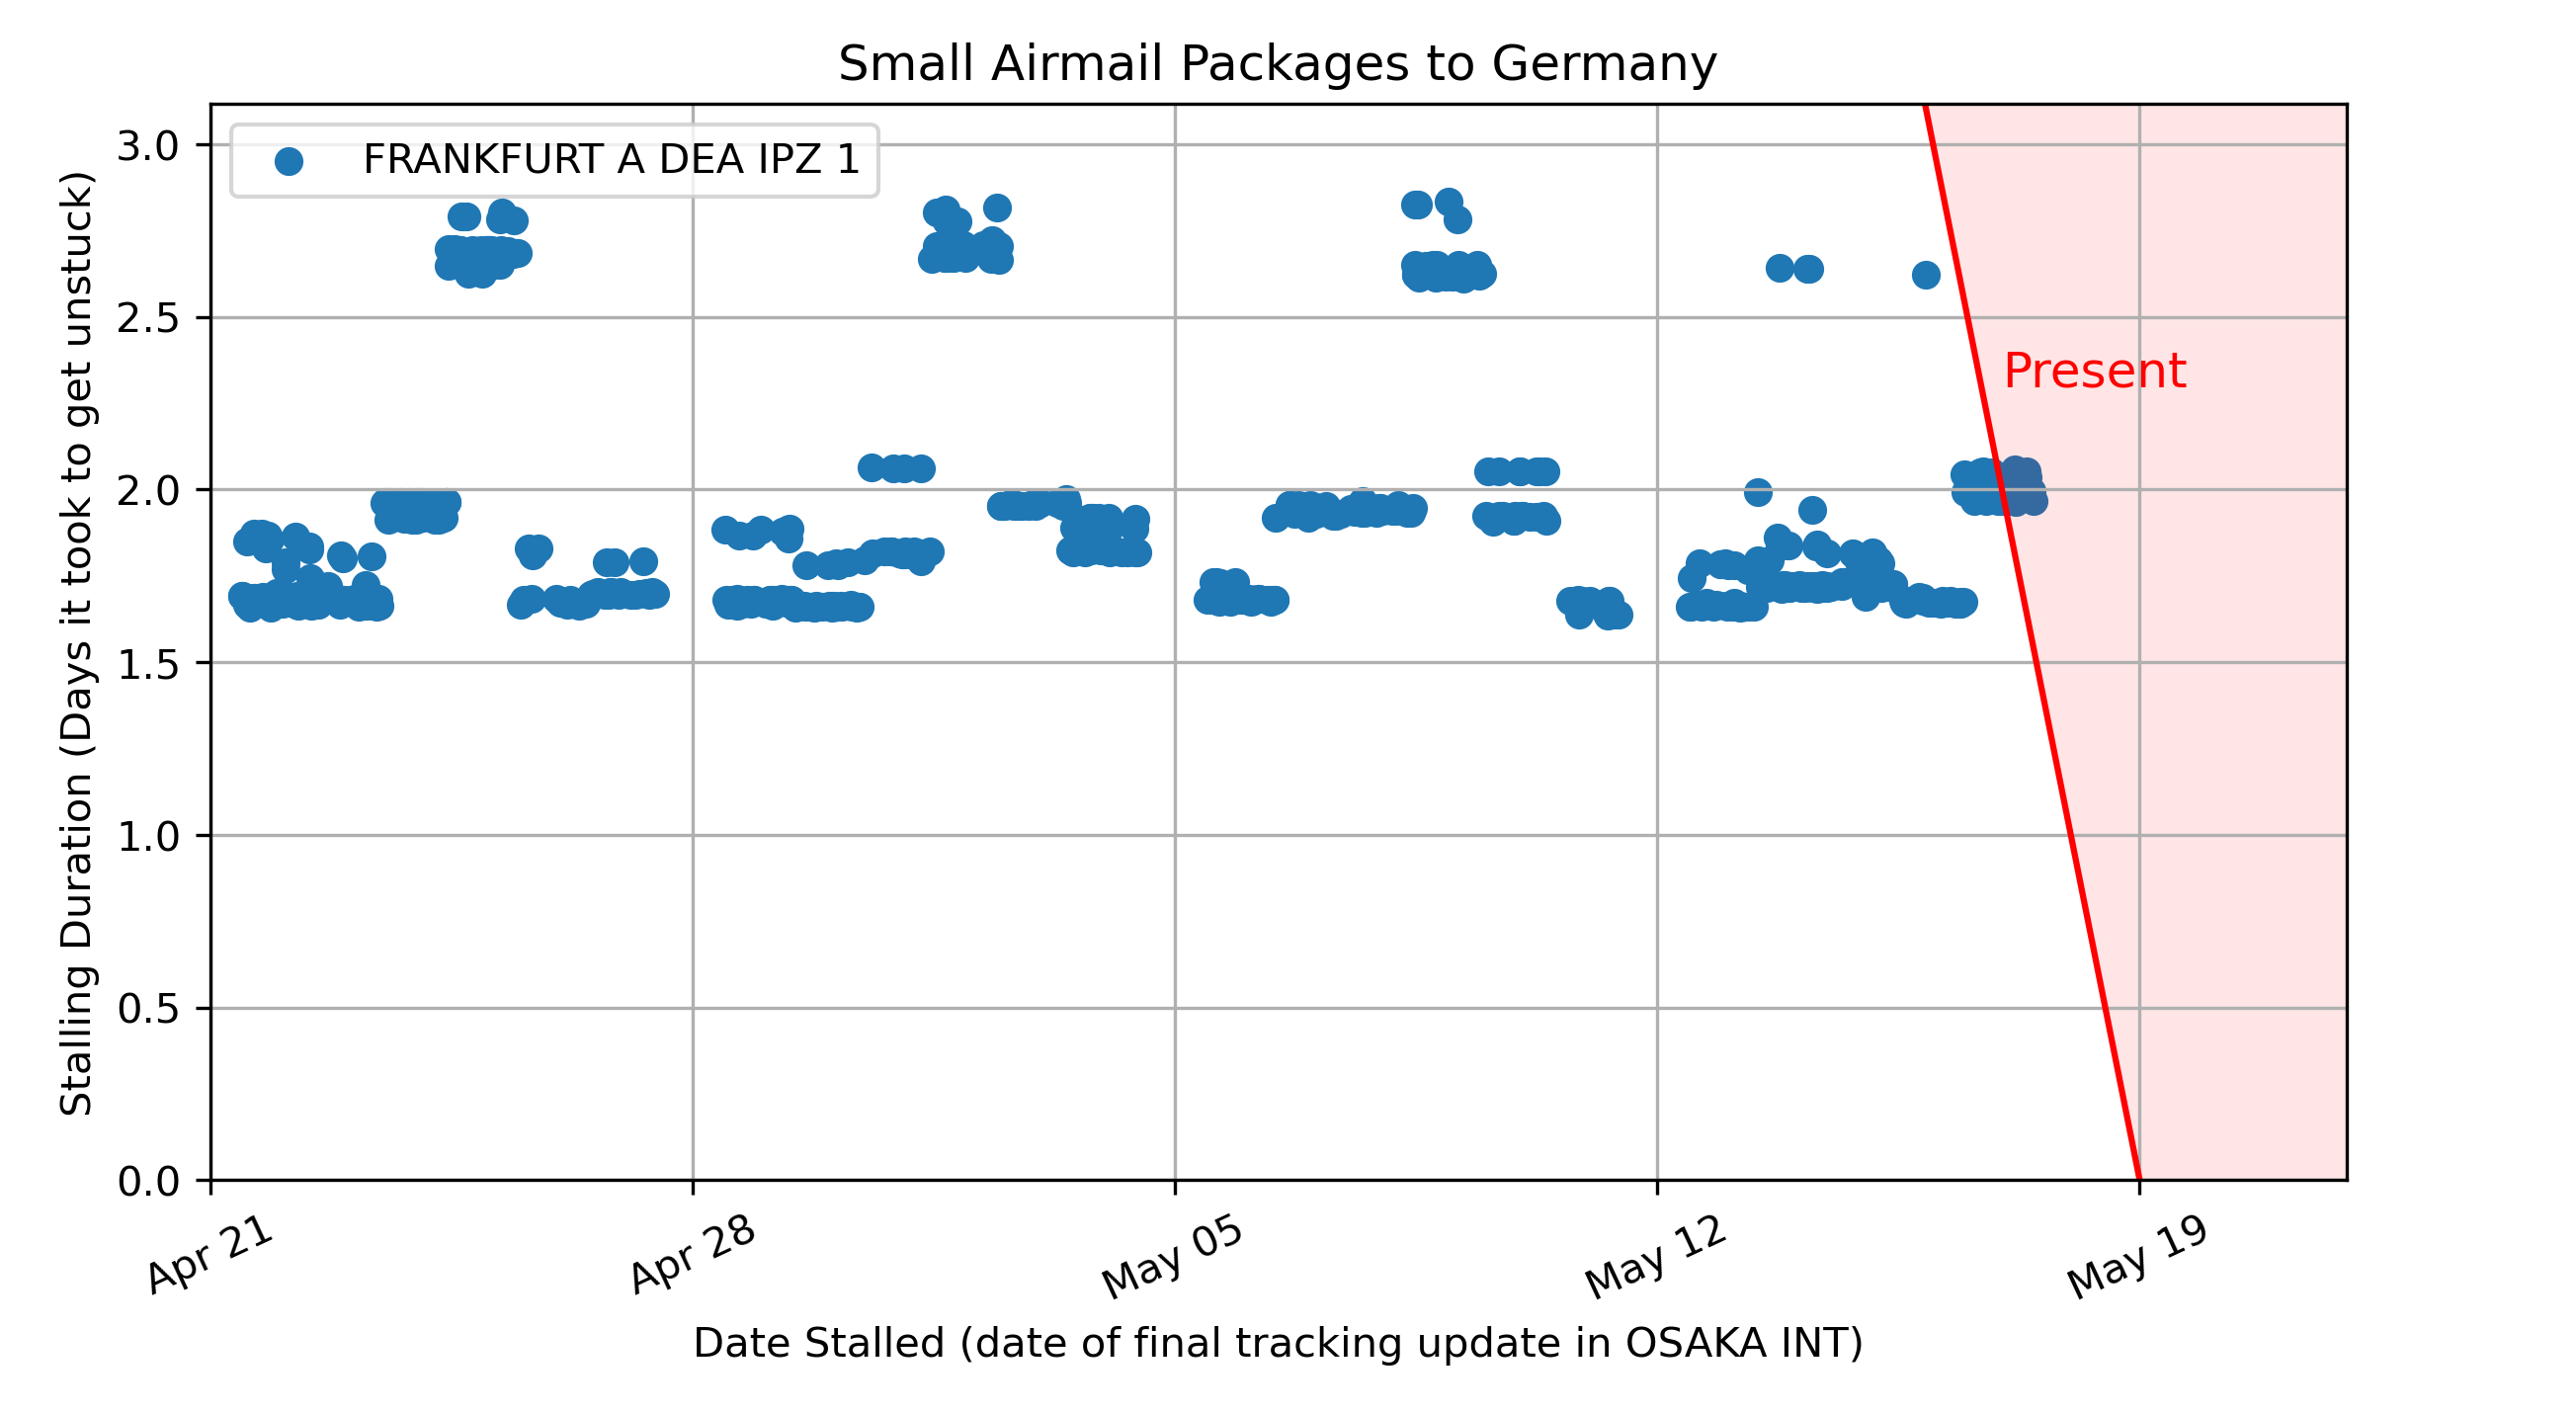 Small Airmail Packages to Germany
FRANKFURT A DEA IPZ 1
Present
Stalling Duration (Days it took to get unstuck)
3.0
2.5
2.0
1.5
1.0
0.5
0.0
Apr 21
Apr 28
May 05
May 12
May 19
Date Stalled (date of final tracking update in OSAKA INT)